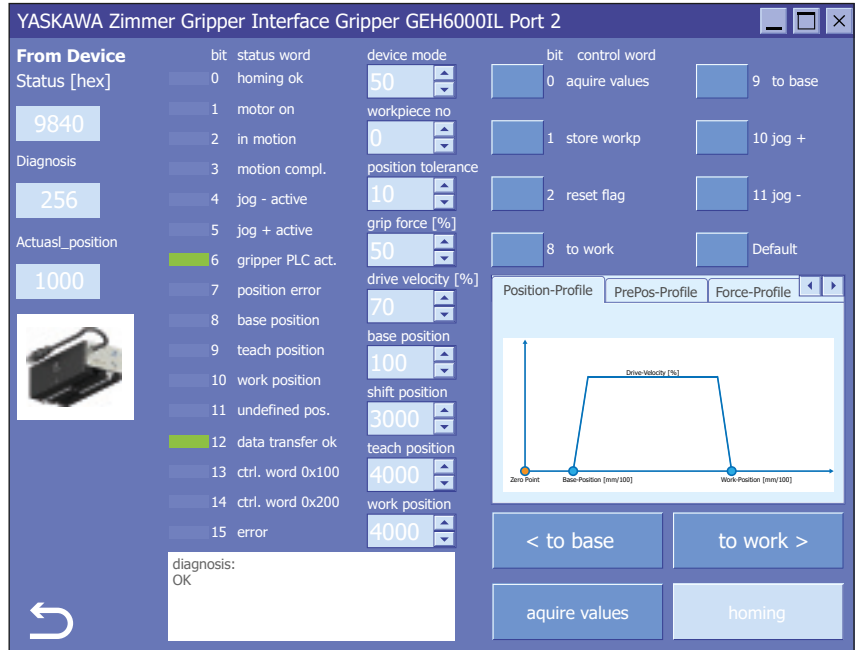 YASKAWA Zimmer Gripper Interface Gripper GEH6000IL Port 2
From Device
Status [hex]
9840
Diagnosis
256
Actuasl_position
1000
bit status word
0 homing ok
1 motor on
2 in motion
3 motion compl.
4 jog - active
5 jog + active
6 gripper PLC act.
7 position error
8 base position
9 teach position
10 work position
11 undefined pos.
12 data transfer ok
13 ctrl. word 0x100
14 ctrl. word 0x200
15 error
diagnosis:
OK
device mode
50
workpiece no
0
position tolerance
10
grip force [%]
50
drive velocity [%]
70
base position
100
shift position
3000
teach position
4000
work position
4000
bit control word
0 aquire values
1 store workp
2 reset flag
8 to work
9 to base
10 jog +
11 jog -
Default
Position-Profile PrePos-Profile Force-Profile
Drive-Velocity [%]
Zero Point Base-Position [mm/100] Work-Position [mm/100]
< to base
to work >
aquire values
homing